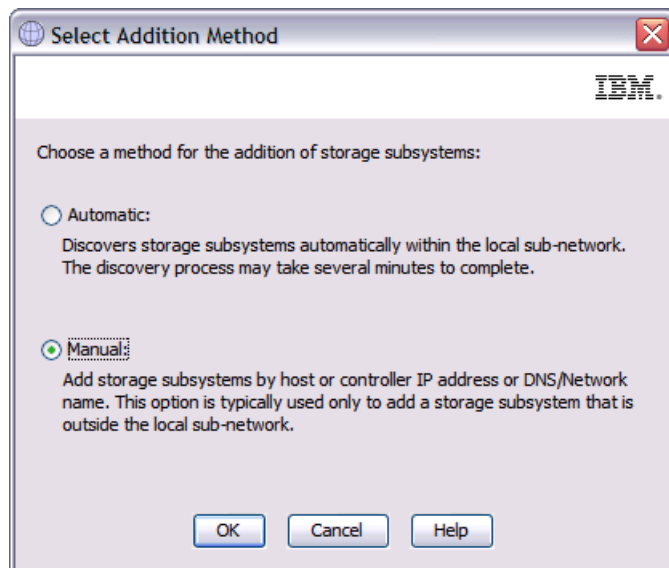 Select Addition Method
IBM.
Choose a method for the addition of storage subsystems:
Automatic:
Discovers storage subsystems automatically within the local sub-network.
The discovery process may take several minutes to complete.
Manual:
Add storage subsystems by host or controller IP address or DNS/Network
name. This option is typically used only to add a storage subsystem that is
outside the local sub-network.
OK Cancel Help